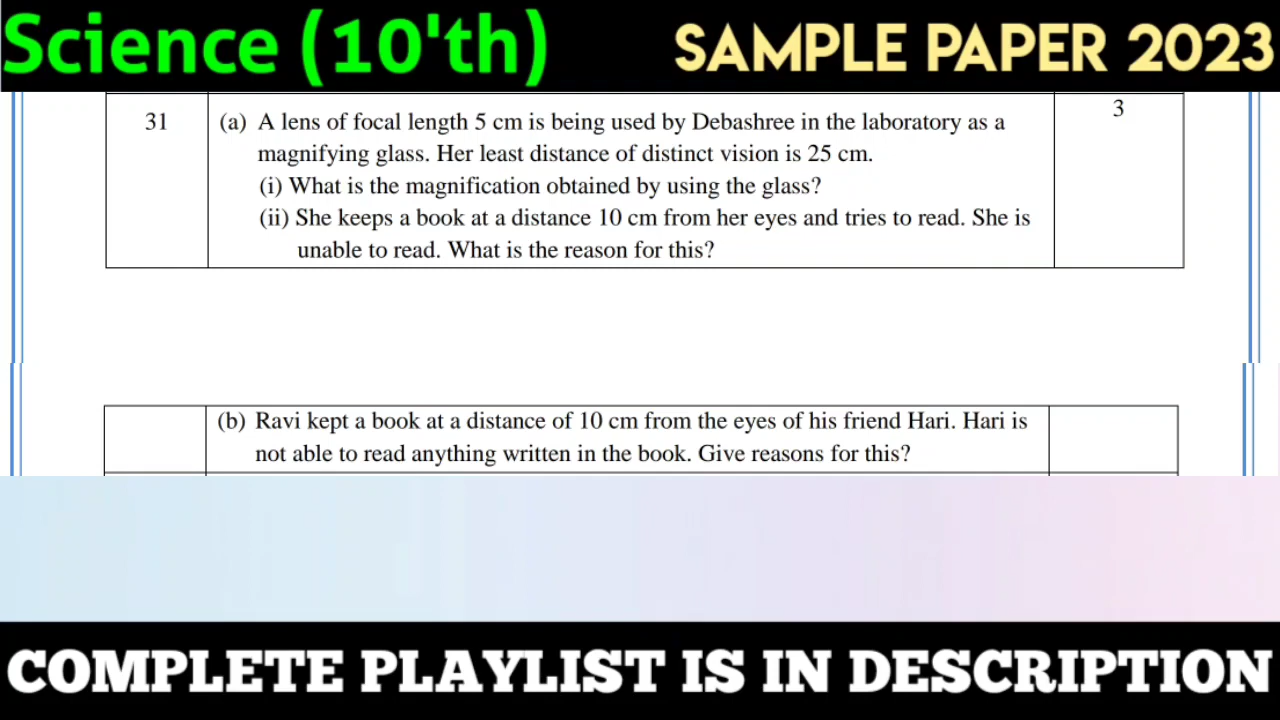 Science (10'th) SAMPLE PAPER 2023
31 (a) A lens of focal length 5 cm is being used by Debashree in the laboratory as a 3
magnifying glass. Her least distance of distinct vision is 25 cm.
(i) What is the magnification obtained by using the glass?
(ii) She keeps a book at a distance 10 cm from her eyes and tries to read. She is
unable to read. What is the reason for this?
(b) Ravi kept a book at a distance of 10 cm from the eyes of his friend Hari. Hari is
not able to read anything written in the book. Give reasons for this?
COMPLETE PLAYLIST IS IN DESCRIPTION